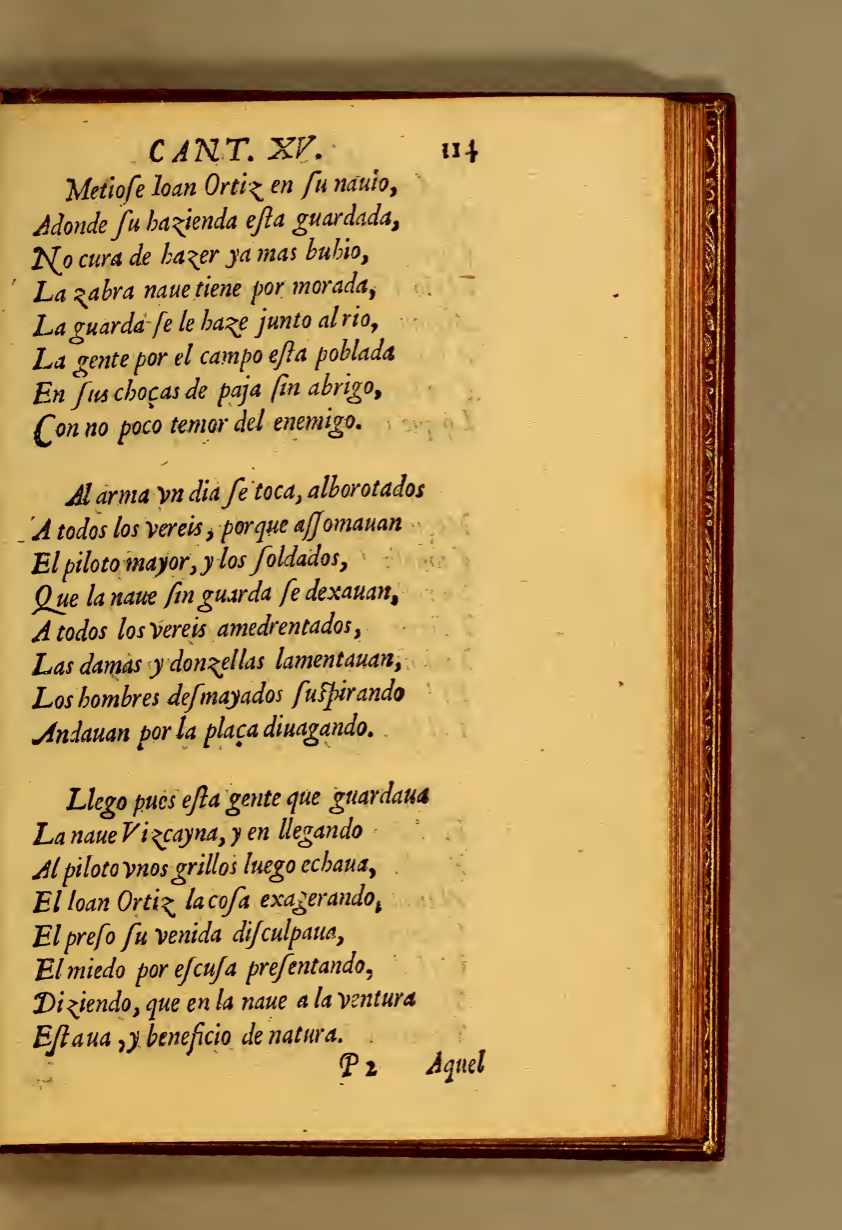 CANT. XV. 114
Metioſe Ioan Ortiz en ſu nauio,
Adonde ſu hazienda eſta guardada,
No cura de hazer ya mas buhio,
La zabra naue tiene por morada,
La guarda ſe le haze junto al rio,
La gente por el campo eſta poblada
En ſus choças de paja ſin abrigo,
Con no poco temor del enemigo.
Al arma vn dia ſe toca, alborotados
A todos los vereis, porque aſſomauan
El piloto mayor, y los ſoldados,
Que la naue ſin guarda ſe dexauan,
A todos los vereis amedrentados,
Las damas y donzellas lamentauan,
Los hombres deſmayados ſuſpirando
Andauan por la plaça diuagando.
Llego pues eſta gente que guardaua
La naue Vizcayna, y en llegando
Al piloto vnos grillos luego echaua,
El Ioan Ortiz la coſa exagerando,
El preſo ſu venida diſculpaua,
El miedo por eſcuſa preſentando,
Diziendo, que en la naue a la ventura
Eſtaua, y beneficio de natura.
P 2 Aquel